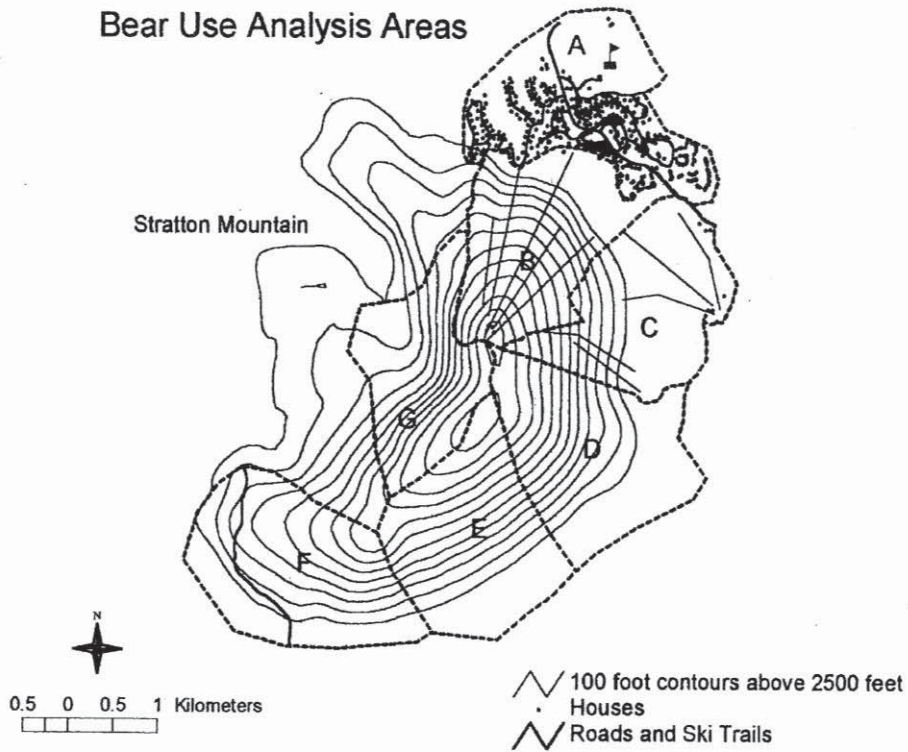 Bear Use Analysis Areas
A
Stratton Mountain
B
C
G
D
E
F
N
0.5 0 0.5 1 Kilometers
100 foot contours above 2500 feet
Houses
Roads and Ski Trails